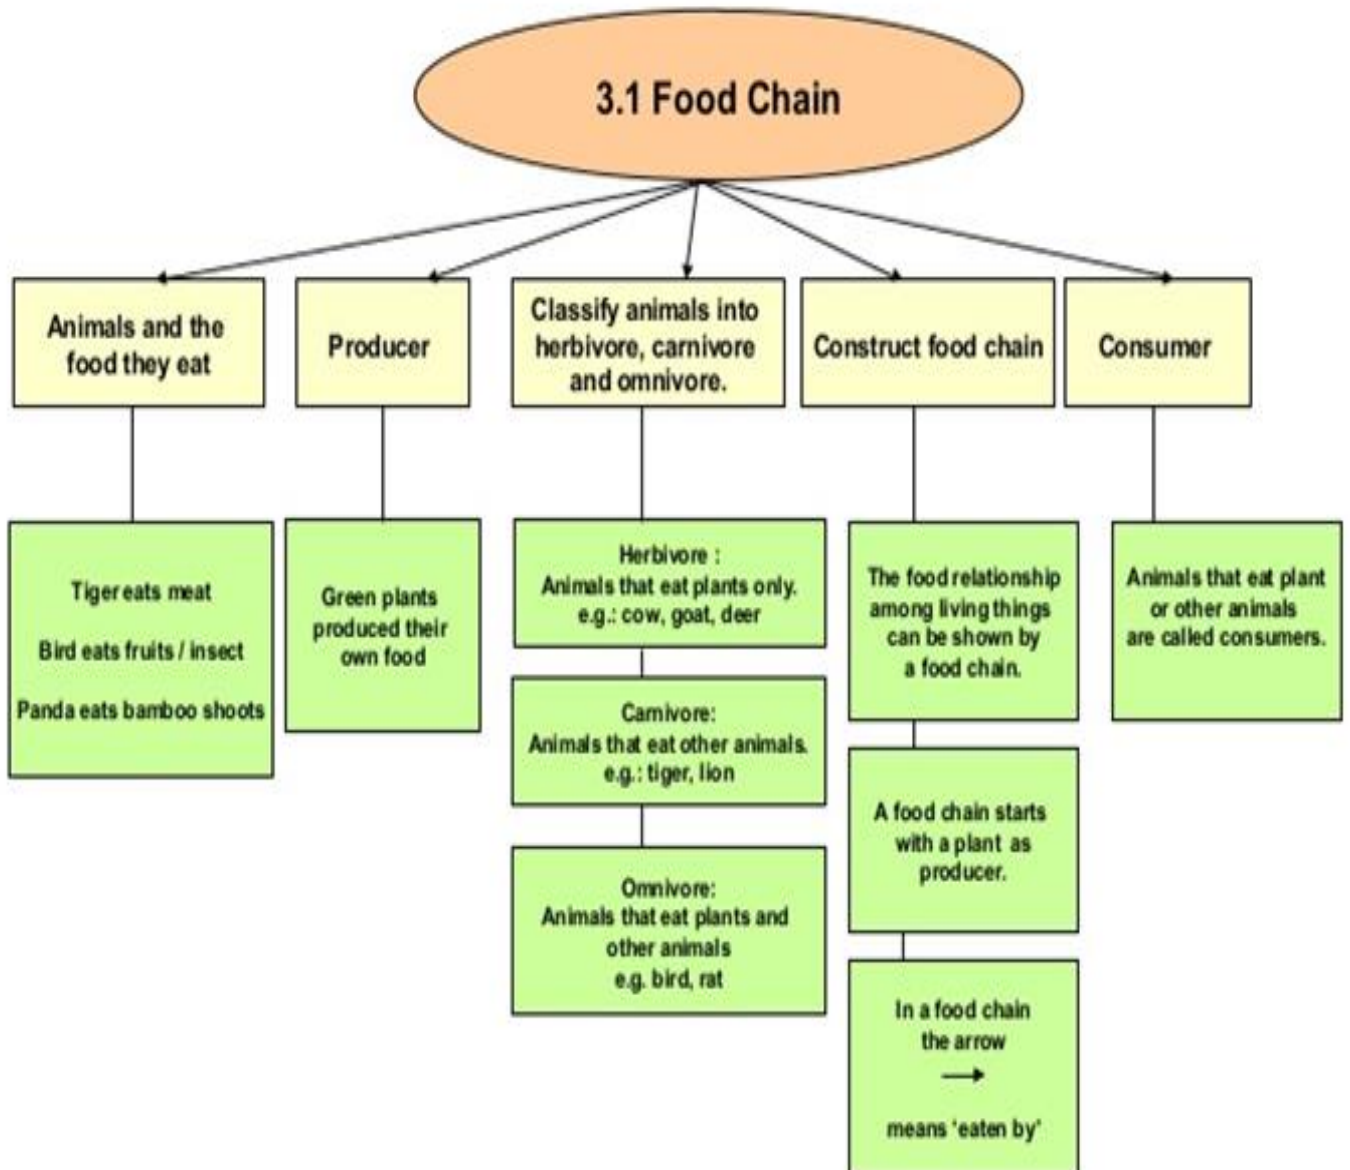 3.1 Food Chain
Animals and the
food they eat
Producer
Classify animals into
herbivore, carnivore
and omnivore.
Construct food chain
Consumer
Tiger eats meat
Bird eats fruits / insect
Panda eats bamboo shoots
Green plants
produced their
own food
Herbivore :
Animals that eat plants only.
e.g.: cow, goat, deer
Carnivore:
Animals that eat other animals.
e.g.: tiger, lion
Omnivore:
Animals that eat plants and
other animals
e.g. bird, rat
The food relationship
among living things
can be shown by
a food chain.
A food chain starts
with a plant as
producer.
In a food chain
the arrow
→
means ‘eaten by’
Animals that eat plant
or other animals
are called consumers.